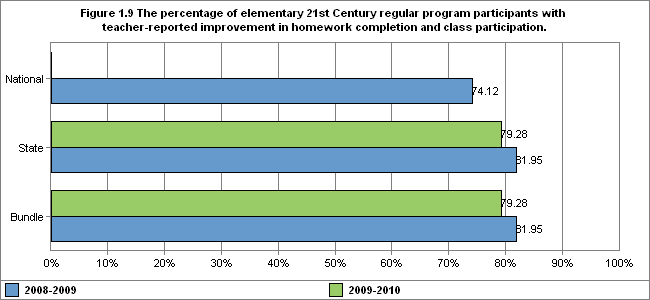 Figure 1.9 The percentage of elementary 21st Century regular program participants with
teacher-reported improvement in homework completion and class participation.
National
74.12
79.28
State
81.95
79.28
Bundle
81.95
0% 10% 20% 30% 40% 50% 60% 70% 80% 90% 100%
2008-2009 2009-2010